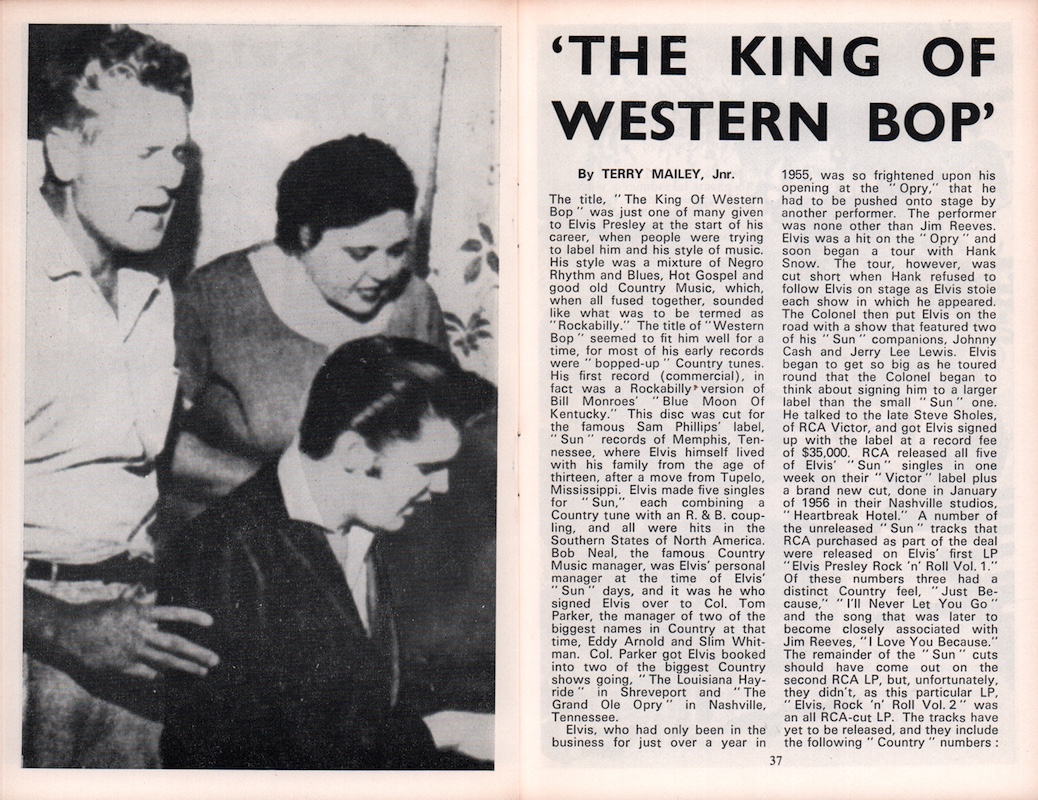 ‘THE KING OF
WESTERN BOP’
By TERRY MAILEY, Jnr.
The title, “The King Of Western
Bop” was just one of many given
to Elvis Presley at the start of his
career, when people were trying
to label him and his style of music.
His style was a mixture of Negro
Rhythm and Blues, Hot Gospel and
good old Country Music, which,
when all fused together, sounded
like what was to be termed as
“Rockabilly.” The title of “Western
Bop” seemed to fit him well for a
time, for most of his early records
were “bopped-up” Country tunes.
His first record (commercial), in
fact was a Rockabilly version of
Bill Monroes’ “Blue Moon Of
Kentucky.” This disc was cut for
the famous Sam Phillips’ label,
“Sun” records of Memphis, Ten-
nessee, where Elvis himself lived
with his family from the age of
thirteen, after a move from Tupelo,
Mississippi. Elvis made five singles
for “Sun,” each combining a
Country tune with an R. & B. coup-
ling, and all were hits in the
Southern States of North America.
Bob Neal, the famous Country
Music manager, was Elvis’ personal
manager at the time of Elvis’
“Sun” days, and it was he who
signed Elvis over to Col. Tom
Parker, the manager of two of the
biggest names in Country at that
time, Eddy Arnold and Slim Whit-
man. Col. Parker got Elvis booked
into two of the biggest Country
shows going, “The Louisiana Hay-
ride” in Shreveport and “The
Grand Ole Opry” in Nashville,
Tennessee.
Elvis, who had only been in the
business for just over a year in
1955, was so frightened upon his
opening at the “Opry,” that he
had to be pushed onto stage by
another performer. The performer
was none other than Jim Reeves.
Elvis was a hit on the “Opry” and
soon began a tour with Hank
Snow. The tour, however, was
cut short when Hank refused to
follow Elvis on stage as Elvis stole
each show in which he appeared.
The Colonel then put Elvis on the
road with a show that featured two
of his “Sun” companions, Johnny
Cash and Jerry Lee Lewis. Elvis
began to get so big as he toured
round that the Colonel began to
think about signing him to a larger
label than the small “Sun” one.
He talked to the late Steve Sholes,
of RCA Victor, and got Elvis signed
up with the label at a record fee
of $35,000. RCA released all five
of Elvis’ “Sun” singles in one
week on their “Victor” label plus
a brand new cut, done in January
of 1956 in their Nashville studios,
“Heartbreak Hotel.” A number of
the unreleased “Sun” tracks that
RCA purchased as part of the deal
were released on Elvis’ first LP
“Elvis Presley Rock ’n’ Roll Vol. 1.”
Of these numbers three had a
distinct Country feel, “Just Be-
cause,” “I’ll Never Let You Go”
and the song that was later to
become closely associated with
Jim Reeves, “I Love You Because.”
The remainder of the “Sun” cuts
should have come out on the
second RCA LP, but, unfortunately,
they didn’t, as this particular LP,
“Elvis, Rock ’n’ Roll Vol. 2” was
an all RCA-cut LP. The tracks have
yet to be released, and they include
the following “Country” numbers :
37